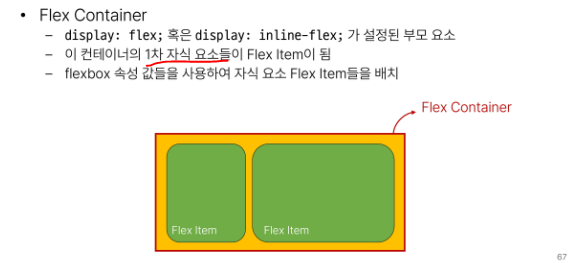 • Flex Container
– display: flex; 혹은 display: inline-flex; 가 설정된 부모 요소
– 이 컨테이너의 1차 자식 요소들이 Flex Item이 됨
– flexbox 속성 값들을 사용하여 자식 요소 Flex Item들을 배치
Flex Container
Flex Item
Flex Item
67